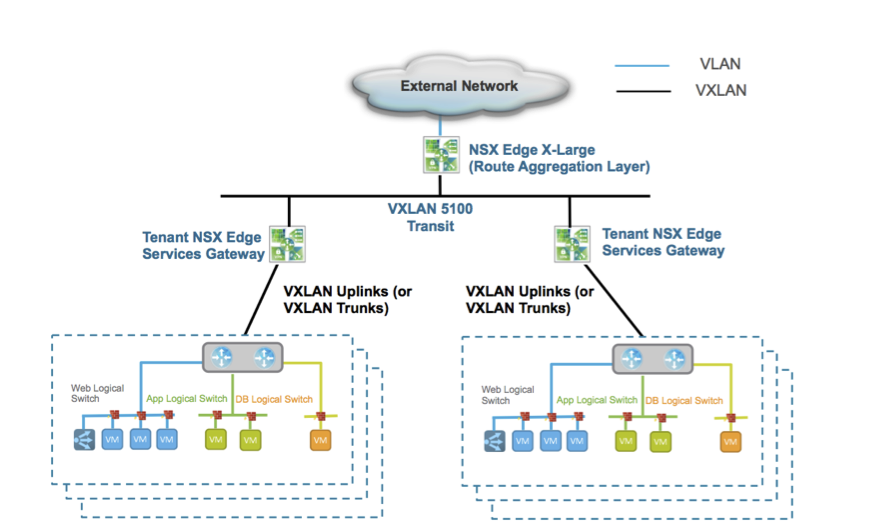 VLAN
External Network
VXLAN
NSX Edge X-Large
(Route Aggregation Layer)
VXLAN 5100
Transit
Tenant NSX Edge
Services Gateway
Tenant NSX Edge
Services Gateway
VXLAN Uplinks (or
VXLAN Trunks)
VXLAN Uplinks (or
VXLAN Trunks)
Web Logical
Switch
App Logical Switch
DB Logical Switch
VM
VM
VM
VM
VM
VM
Web Logical
Switch
App Logical Switch
DB Logical Switch
VM
VM
VM
VM
VM
VM